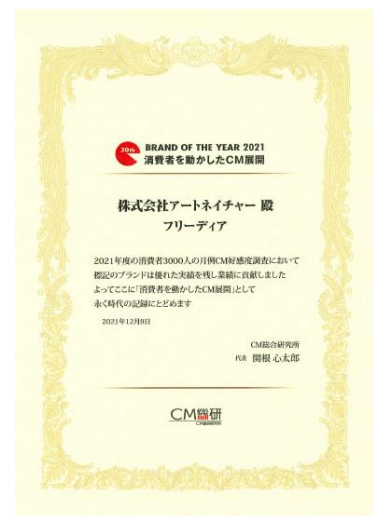 30th
BRAND OF THE YEAR 2021
消費者を動かしたCM展開
株式会社アートネイチャー 殿
フリーディア
2021年度の消費者3000人の月例CM好感度調査において
標記のブランドは優れた実績を残し業績に貢献しました
よってここに「消費者を動かしたCM展開」として
永く時代の記録にとどめます
2021年12月9日
CM総合研究所
代表 関根 心太郎
CM総研
CM総合研究所